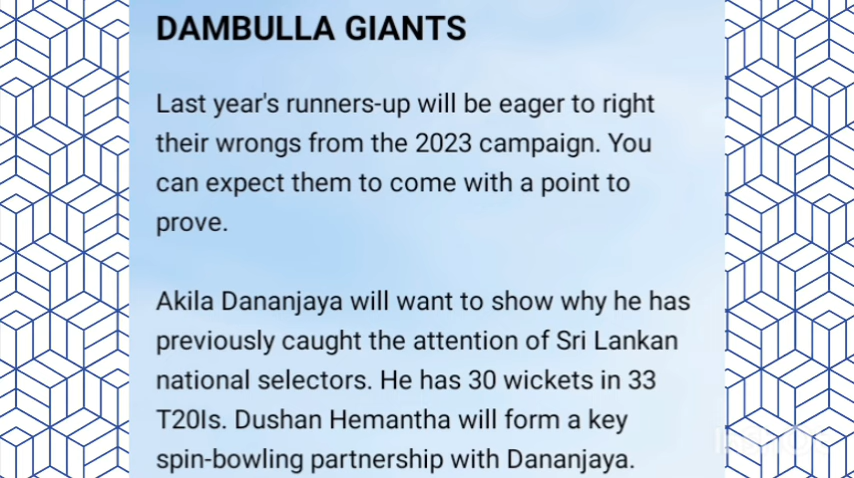 DAMBULLA GIANTS
Last year's runners-up will be eager to right
their wrongs from the 2023 campaign. You
can expect them to come with a point to
prove.
Akila Dananjaya will want to show why he has
previously caught the attention of Sri Lankan
national selectors. He has 30 wickets in 33
T20Is. Dushan Hemantha will form a key
spin-bowling partnership with Dananjaya.